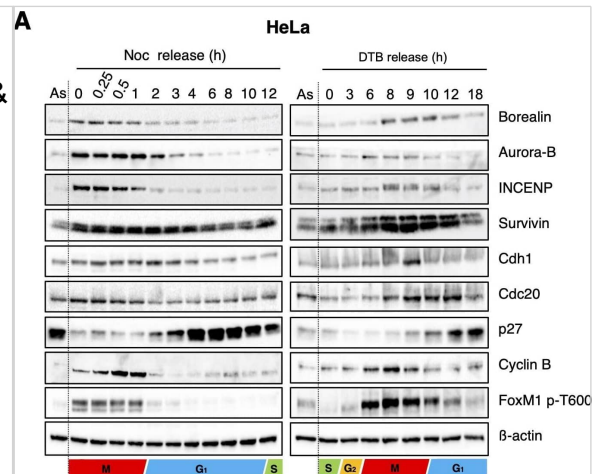 A
&
HeLa
Noc release (h)
DTB release (h)
As 0 0.25 0.5 1 2 3 4 6 8 10 12
As 0 3 6 8 9 10 12 18
Borealin
Aurora-B
INCENP
Survivin
Cdh1
Cdc20
p27
Cyclin B
FoxM1 p-T600
ß-actin
M G1 S
S G2 M G1